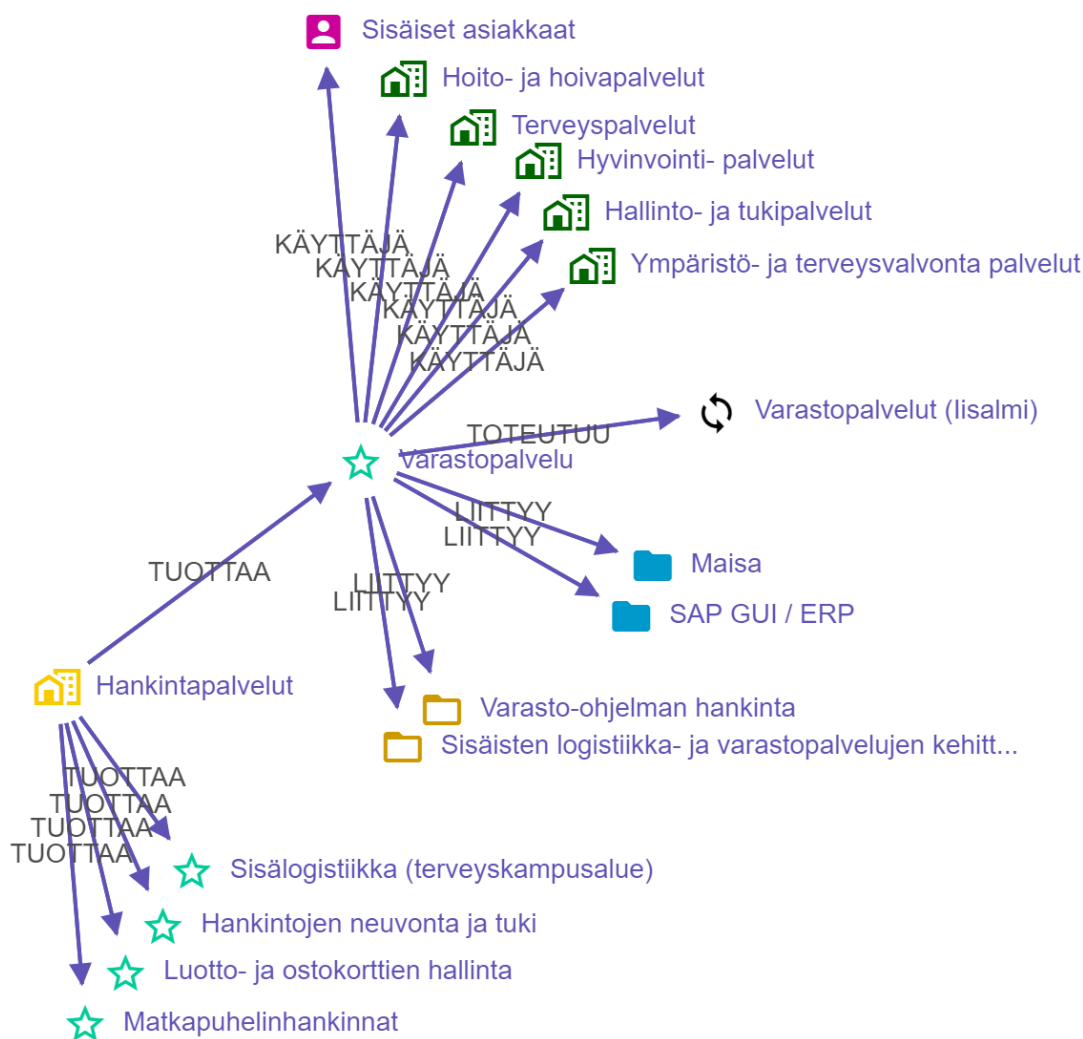 Sisäiset asiakkaat
Hoito- ja hoivapalvelut
Terveyspalvelut
Hyvinvointi- palvelut
Hallinto- ja tukipalvelut
KÄYTTÄJÄ
KÄYTTÄJÄ
Ympäristö- ja terveysvalvonta palvelut
KÄYTTÄJÄ
KÄYTTÄJÄ
KÄYTTÄJÄ
KÄYTTÄJÄ
Varastopalvelut (Iisalmi)
TOTEUTUU
Varastopalvelu
LIITTYY
LIITTYY
Maisa
TUOTTAA
LIITTYY
LIITTYY
SAP GUI / ERP
Hankintapalvelut
Varasto-ohjelman hankinta
Sisäisten logistiikka- ja varastopalvelujen kehitt...
TUOTTAA
TUOTTAA
TUOTTAA
TUOTTAA
Sisälogistiikka (terveyskampusalue)
Hankintojen neuvonta ja tuki
Luotto- ja ostokorttien hallinta
Matkapuhelinhankinnat